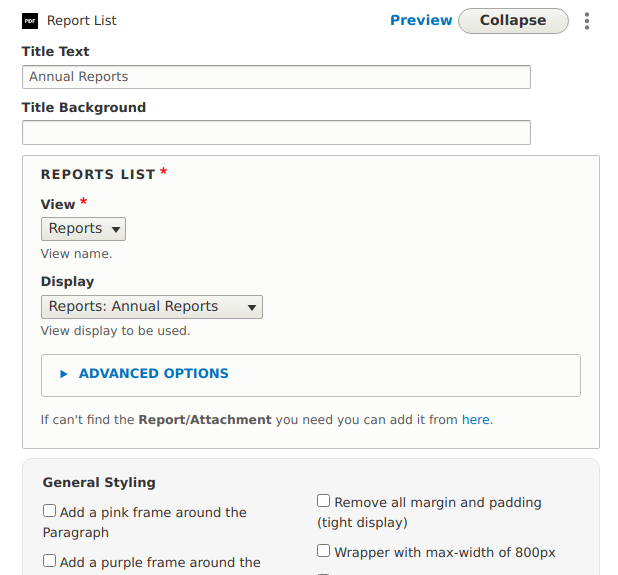 PDF Report List Preview Collapse
Title Text
Annual Reports
Title Background
REPORTS LIST *
View *
Reports
View name.
Display
Reports: Annual Reports
View display to be used.
ADVANCED OPTIONS
If can't find the Report/Attachment you need you can add it from here.
General Styling
Add a pink frame around the
Paragraph
Add a purple frame around the
Remove all margin and padding
(tight display)
Wrapper with max-width of 800px